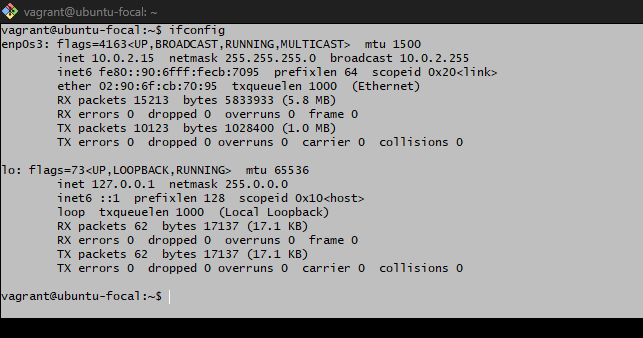 vagrant@ubuntu-focal: ~
vagrant@ubuntu-focal:~$ ifconfig
enp0s3: flags=4163<UP,BROADCAST,RUNNING,MULTICAST>  mtu 1500
        inet 10.0.2.15  netmask 255.255.255.0  broadcast 10.0.2.255
        inet6 fe80::90:6fff:fecb:7095  prefixlen 64  scopeid 0x20<link>
        ether 02:90:6f:cb:70:95  txqueuelen 1000  (Ethernet)
        RX packets 15213  bytes 5833933 (5.8 MB)
        RX errors 0  dropped 0  overruns 0  frame 0
        TX packets 10123  bytes 1028400 (1.0 MB)
        TX errors 0  dropped 0 overruns 0  carrier 0  collisions 0

lo: flags=73<UP,LOOPBACK,RUNNING>  mtu 65536
        inet 127.0.0.1  netmask 255.0.0.0
        inet6 ::1  prefixlen 128  scopeid 0x10<host>
        loop  txqueuelen 1000  (Local Loopback)
        RX packets 62  bytes 17137 (17.1 KB)
        RX errors 0  dropped 0  overruns 0  frame 0
        TX packets 62  bytes 17137 (17.1 KB)
        TX errors 0  dropped 0 overruns 0  carrier 0  collisions 0

vagrant@ubuntu-focal:~$